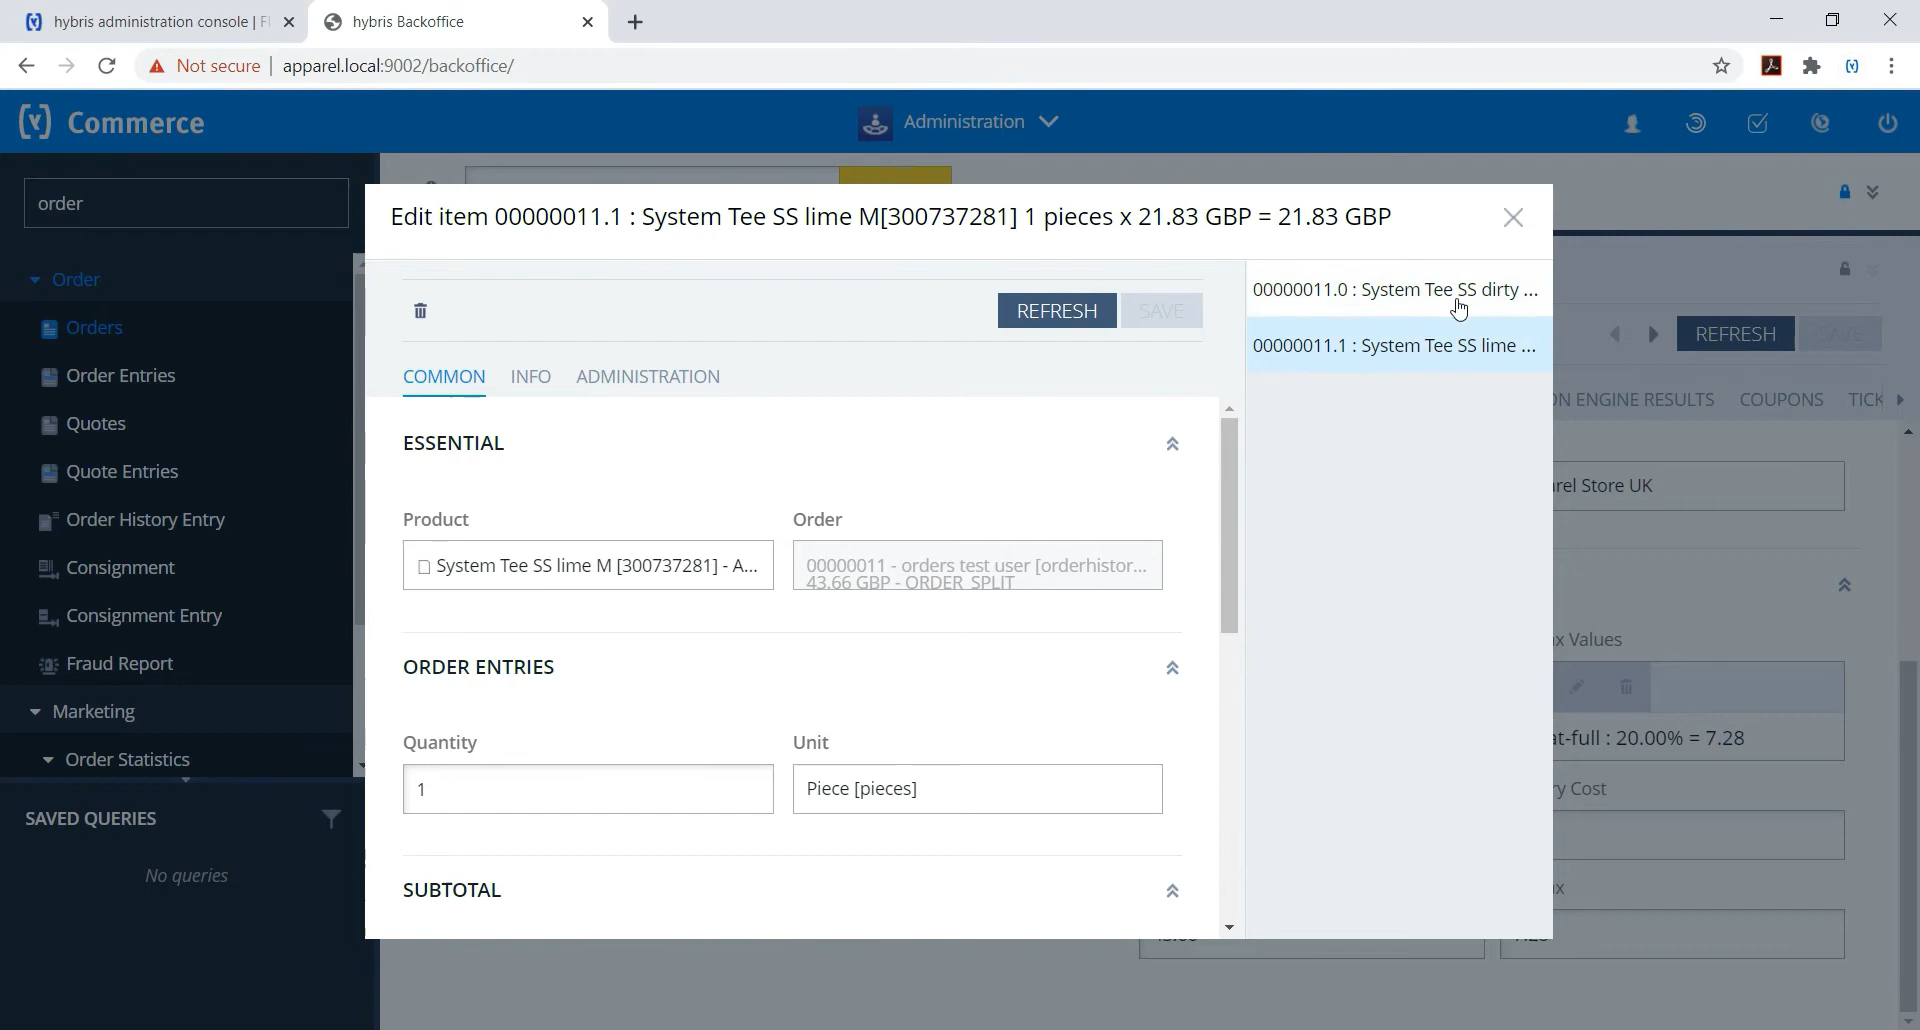 hybris administration console | Fl
hybris Backoffice
Not secure
apparel.local:9002/backoffice/
Commerce
Administration
order
Order
Orders
Order Entries
Quotes
Quote Entries
Order History Entry
Consignment
Consignment Entry
Fraud Report
Marketing
Order Statistics
SAVED QUERIES
No queries
Edit item 00000011.1 : System Tee SS lime M[300737281] 1 pieces x 21.83 GBP = 21.83 GBP
REFRESH
SAVE
COMMON
INFO
ADMINISTRATION
ESSENTIAL
Product
Order
System Tee SS lime M [300737281] - A...
00000011 - orders test user [orderhistor...
43.66 GBP - ORDER_SPLIT
ORDER ENTRIES
Quantity
Unit
1
Piece [pieces]
SUBTOTAL
00000011.0 : System Tee SS dirty ...
00000011.1 : System Tee SS lime ...
REFRESH
SAVE
ON ENGINE RESULTS
COUPONS
TICK
rel Store UK
x Values
at-full : 20.00% = 7.28
ry Cost
x